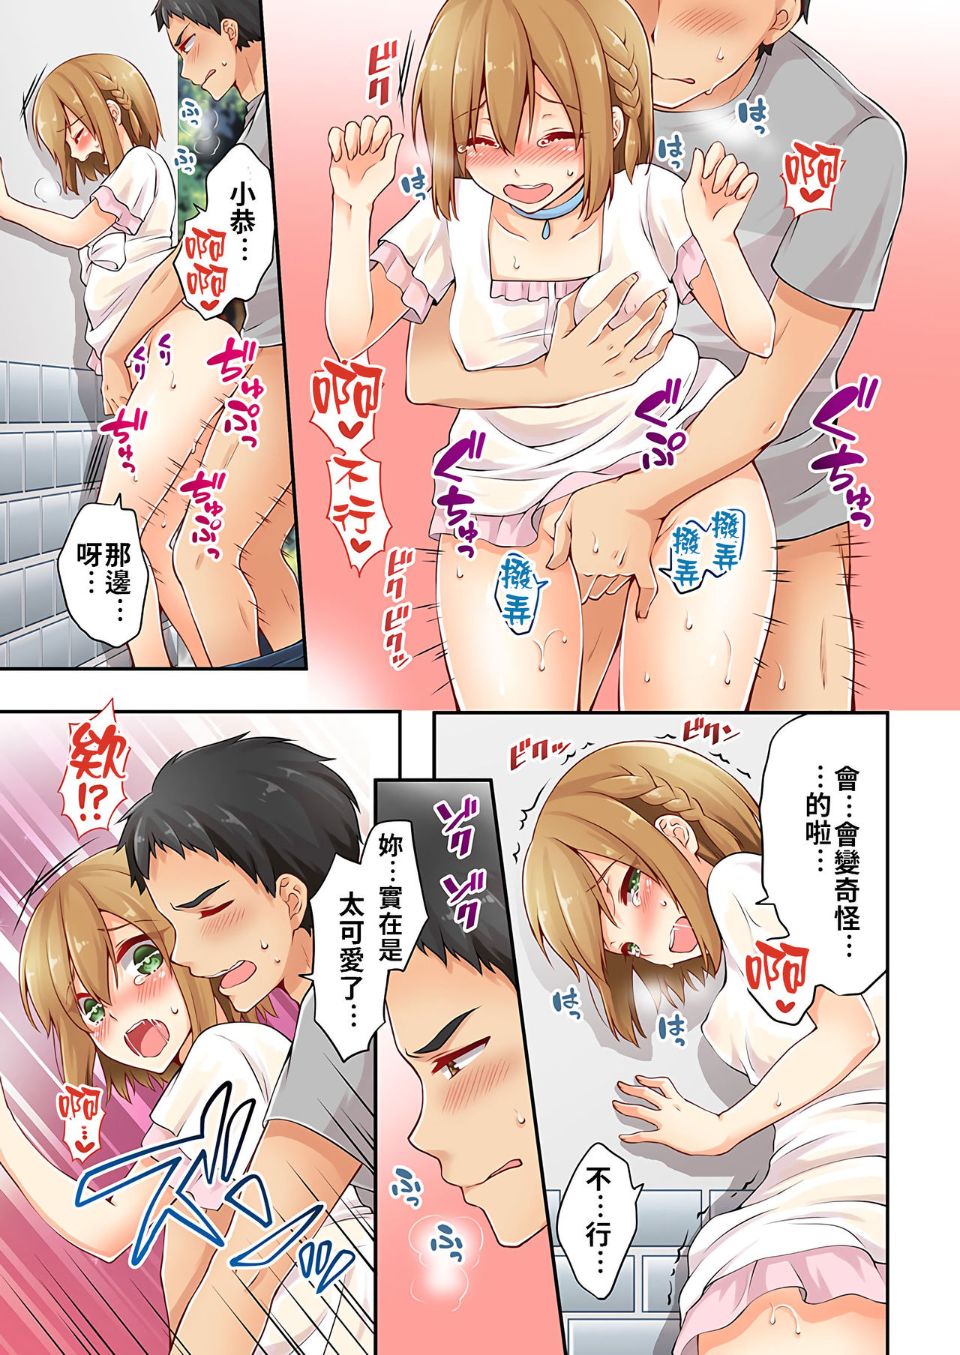 ビク
はっ
はっ
啊♥
啊♥
不行♥
ぐちゅっ
ぐぷっ
ぐちゅっ
撥弄
撥弄
撥弄
ビクビクッ
ふっ
ふっ
小恭…
啊啊♥
くりくり
ぢゅぷっ
ぢゅっ
ぢゅぷっ
那邊…
呀…
會…會變奇怪…
…的啦…
啊♥
ビクン
ビクッ
はっ
はっ
不…行…
バクバク
ふっ
ふっ
妳…實在是
太可愛了…
欸!?
啊…♥
ズンッ